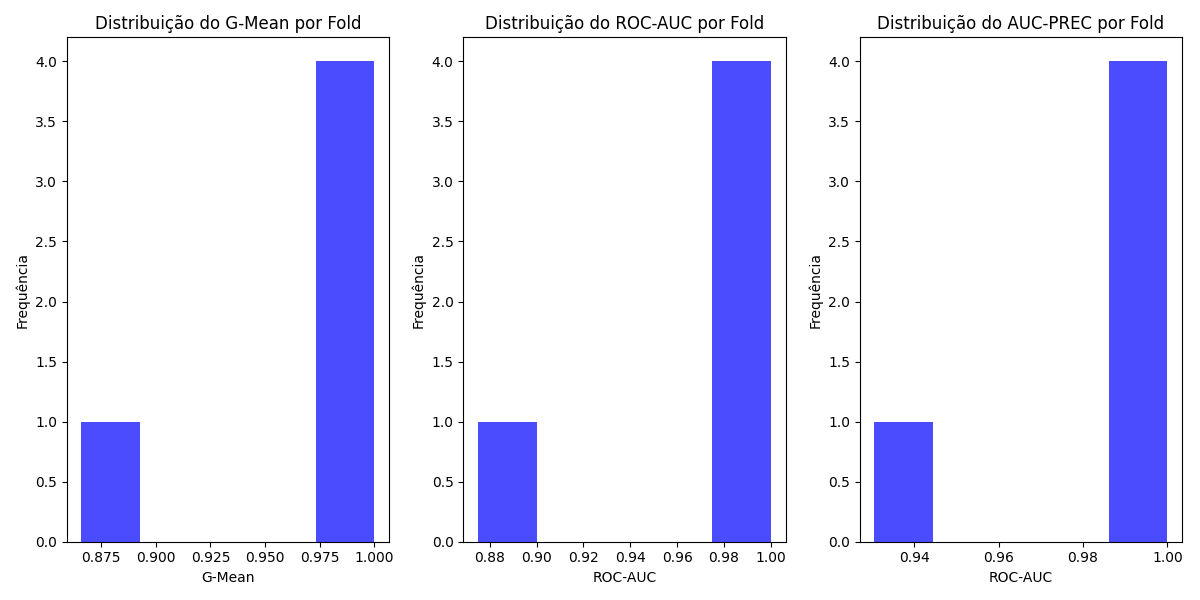 Distribuição do G-Mean por Fold
4.0
3.5
3.0
2.5
2.0
1.5
1.0
0.5
0.0
Frequência
0.875 0.900 0.925 0.950 0.975 1.000
G-Mean
Distribuição do ROC-AUC por Fold
4.0
3.5
3.0
2.5
2.0
1.5
1.0
0.5
0.0
Frequência
0.88 0.90 0.92 0.94 0.96 0.98 1.00
ROC-AUC
Distribuição do AUC-PREC por Fold
4.0
3.5
3.0
2.5
2.0
1.5
1.0
0.5
0.0
Frequência
0.94 0.96 0.98 1.00
ROC-AUC